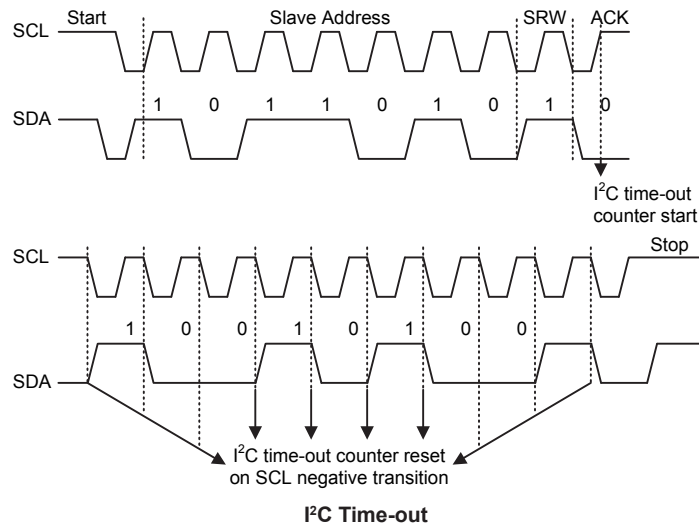 Start Slave Address SRW ACK
SCL
1 0 1 1 0 1 0 1 0
SDA
I²C time-out
counter start
SCL Stop
1 0 0 1 0 1 0 0
SDA
I²C time-out counter reset
on SCL negative transition
I²C Time-out